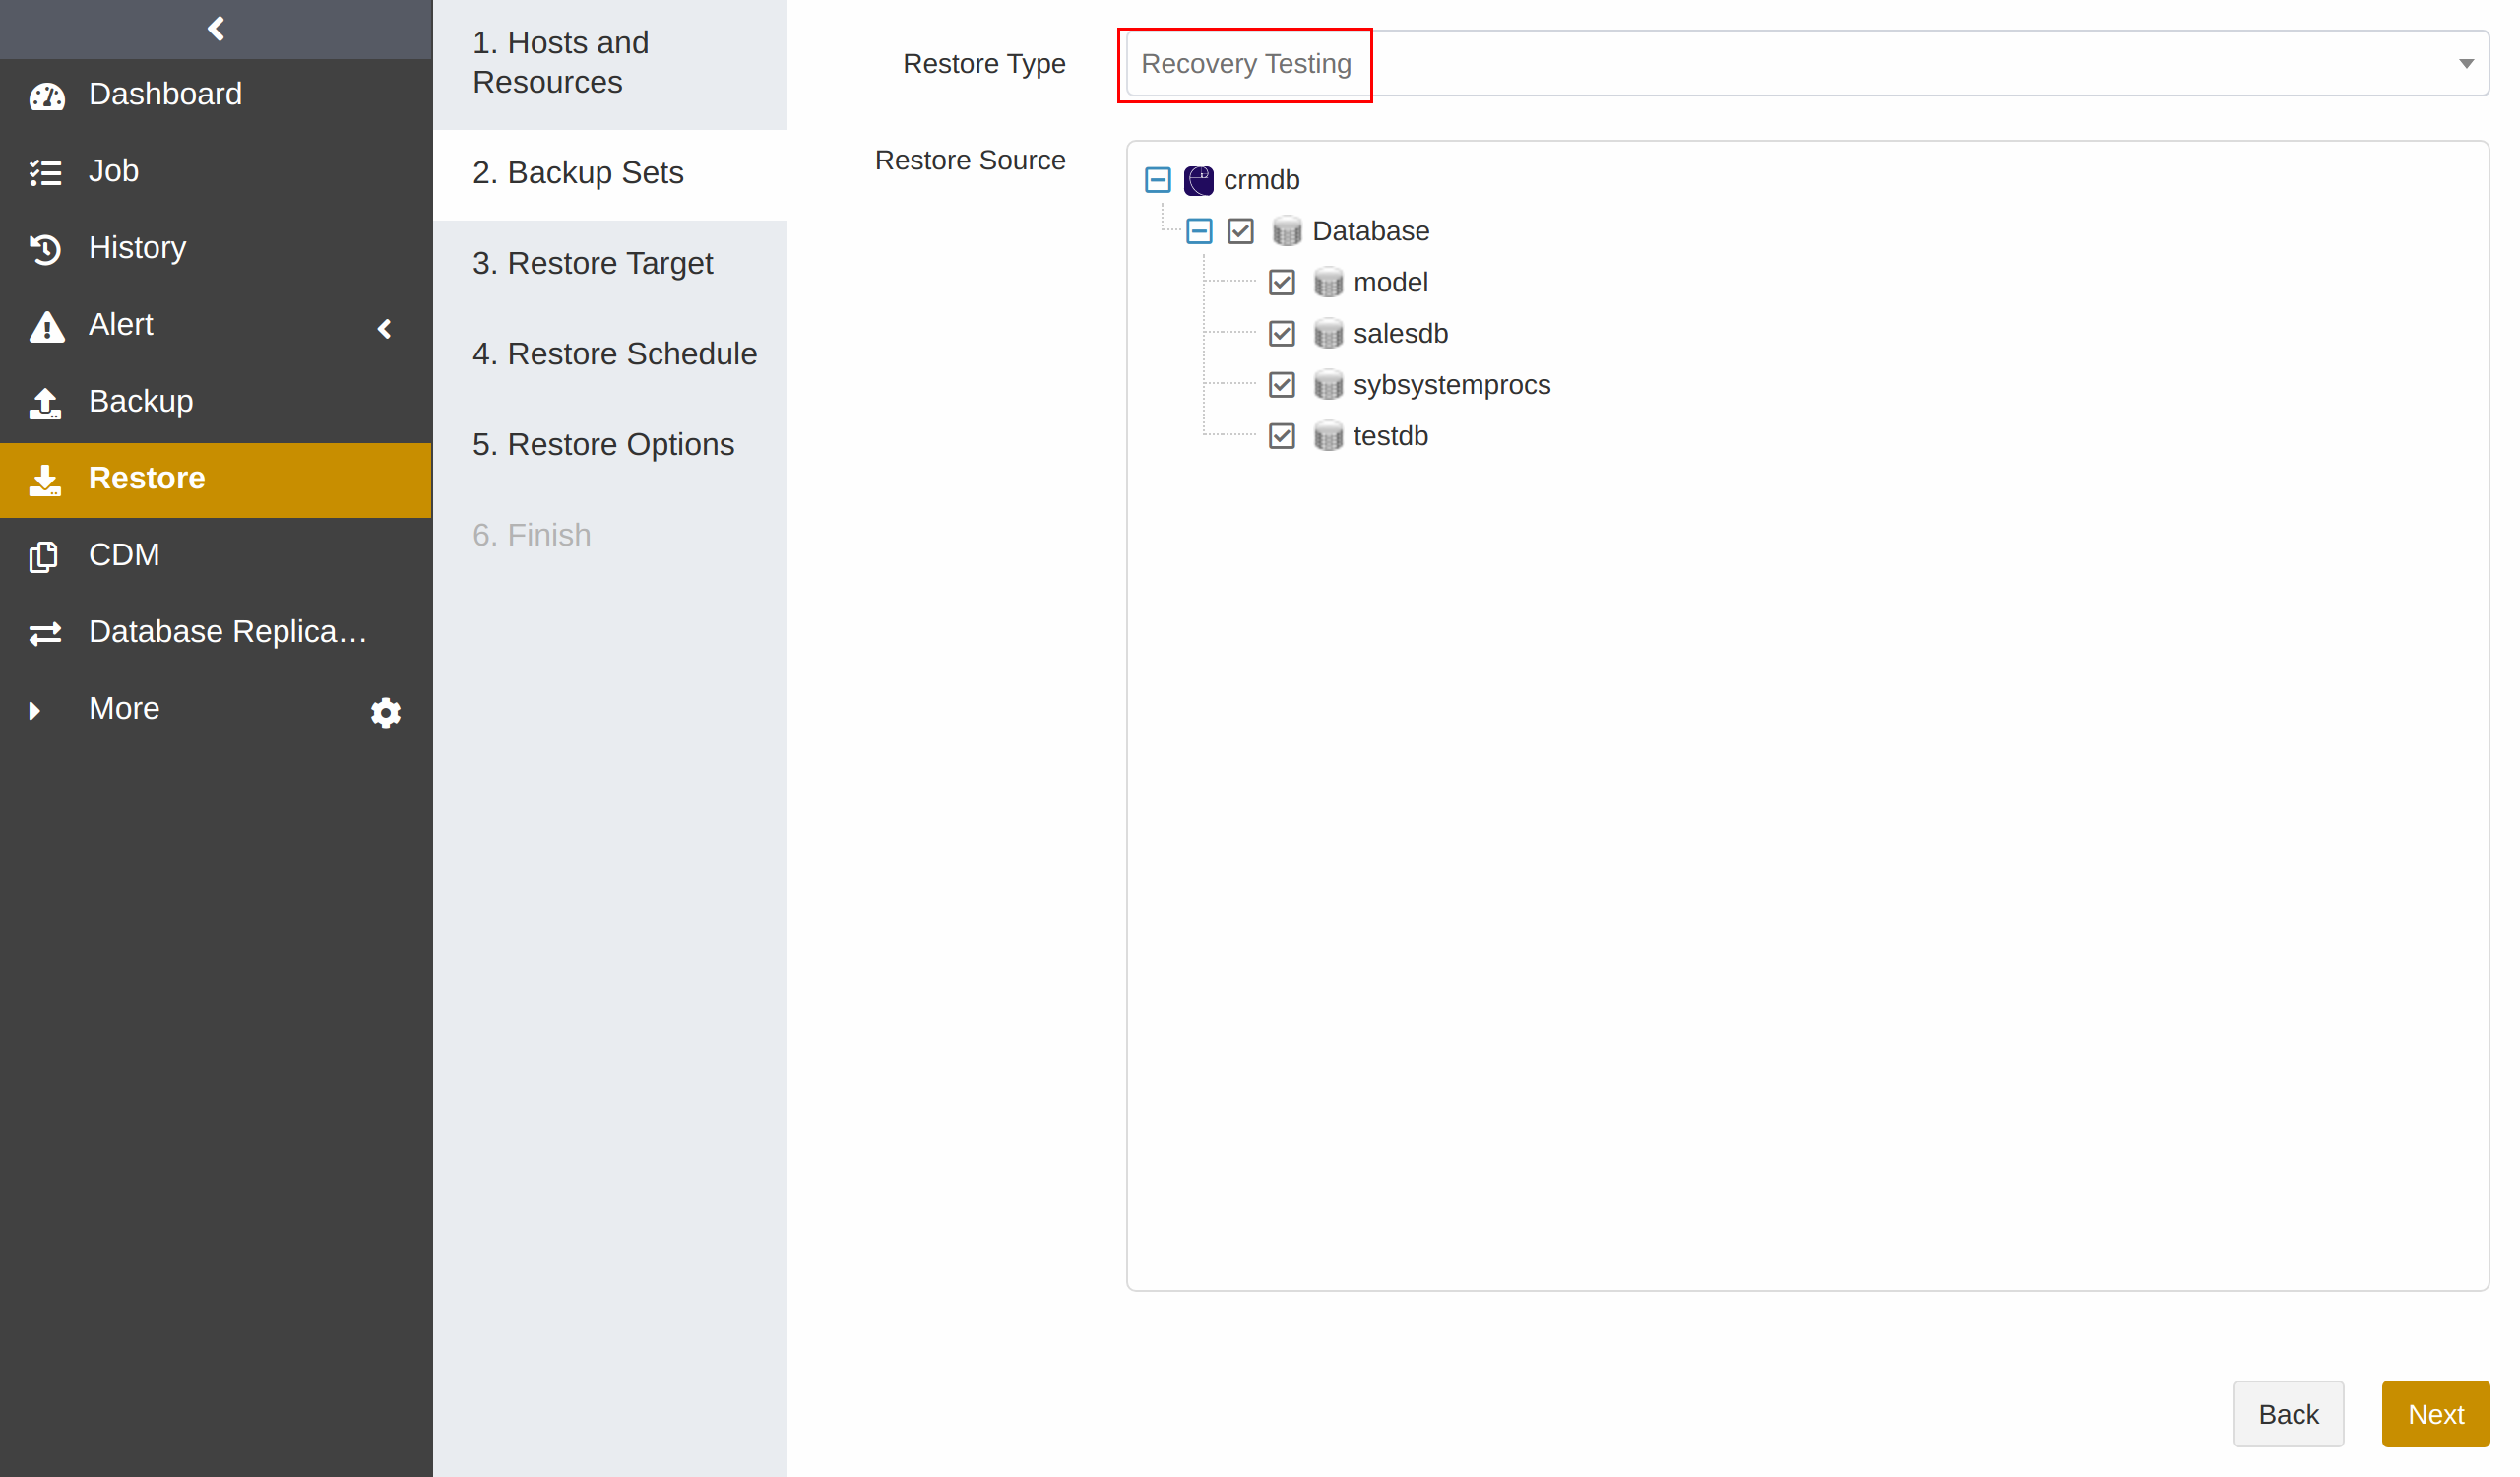 Dashboard
Job
History
Alert
Backup
Restore
CDM
Database Replica…
More
1. Hosts and
Resources
2. Backup Sets
3. Restore Target
4. Restore Schedule
5. Restore Options
6. Finish
Restore Type
Recovery Testing
Restore Source
crmdb
Database
model
salesdb
sybsystemprocs
testdb
Back
Next